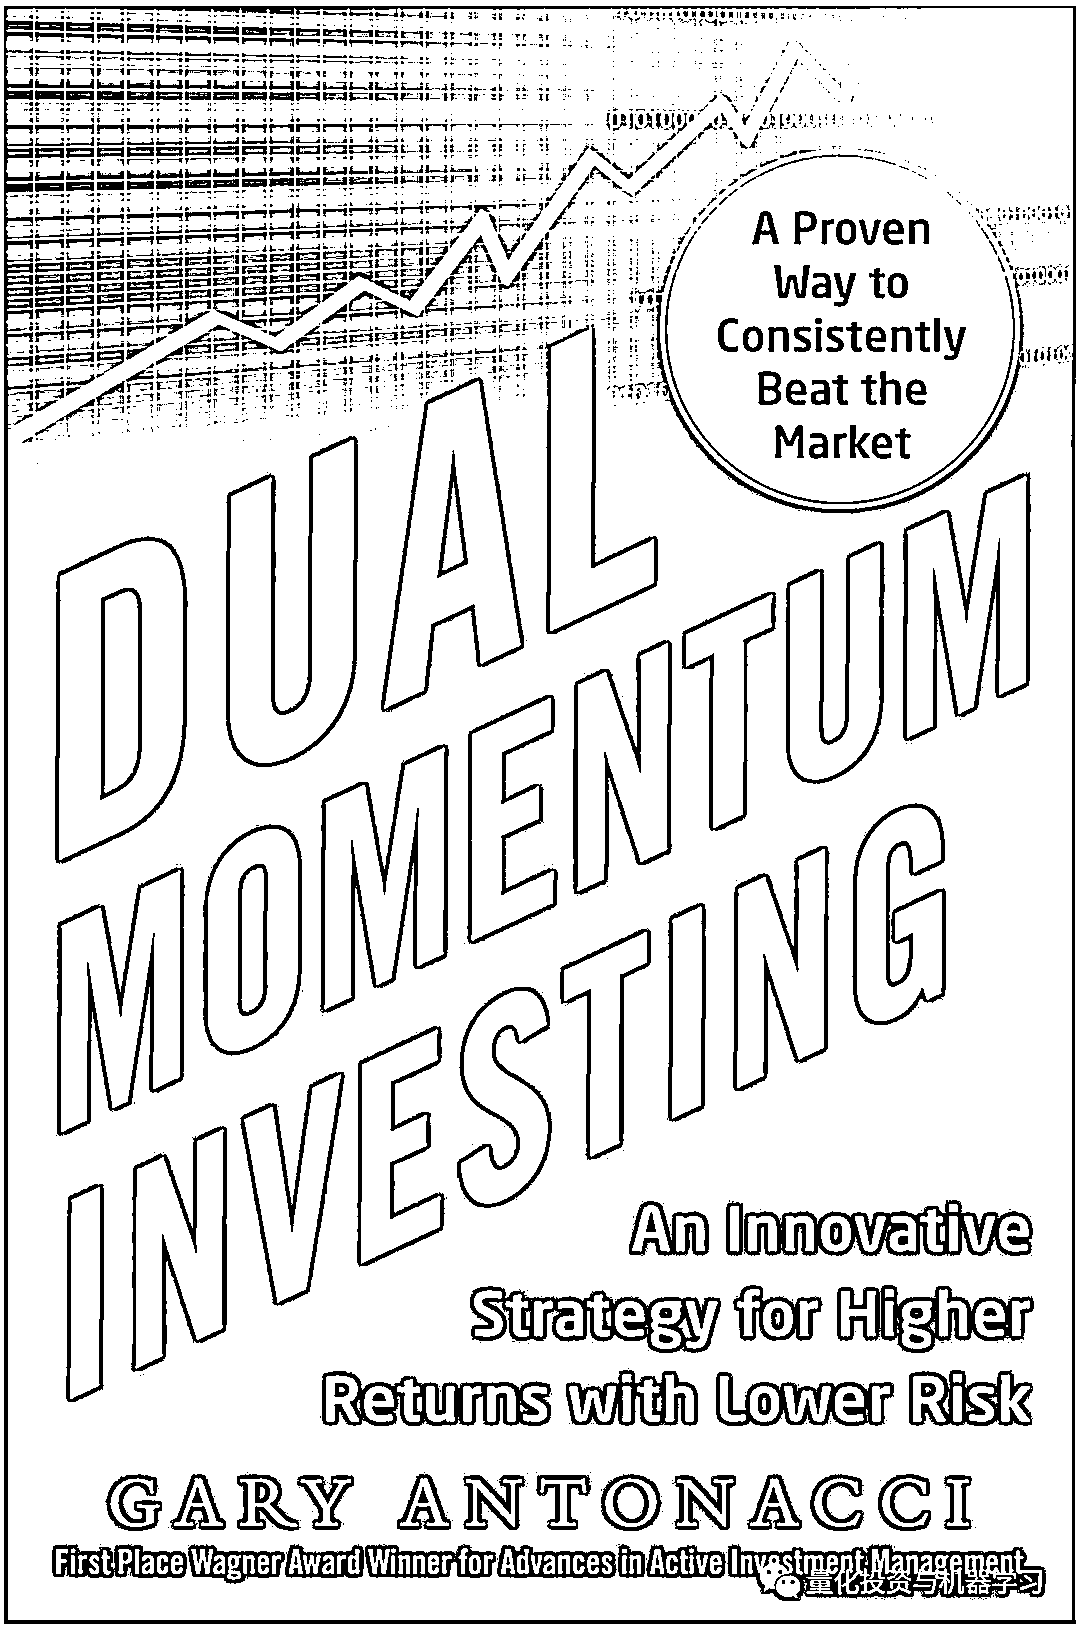 A Proven
Way to
Consistently
Beat the
Market
DUAL
MOMENTUM
INVESTING
An Innovative
Strategy for Higher
Returns with Lower Risk
GARY ANTONACCI
First Place Wagner Award Winner for Advances in Active Investment Management
量化投资与机器学习